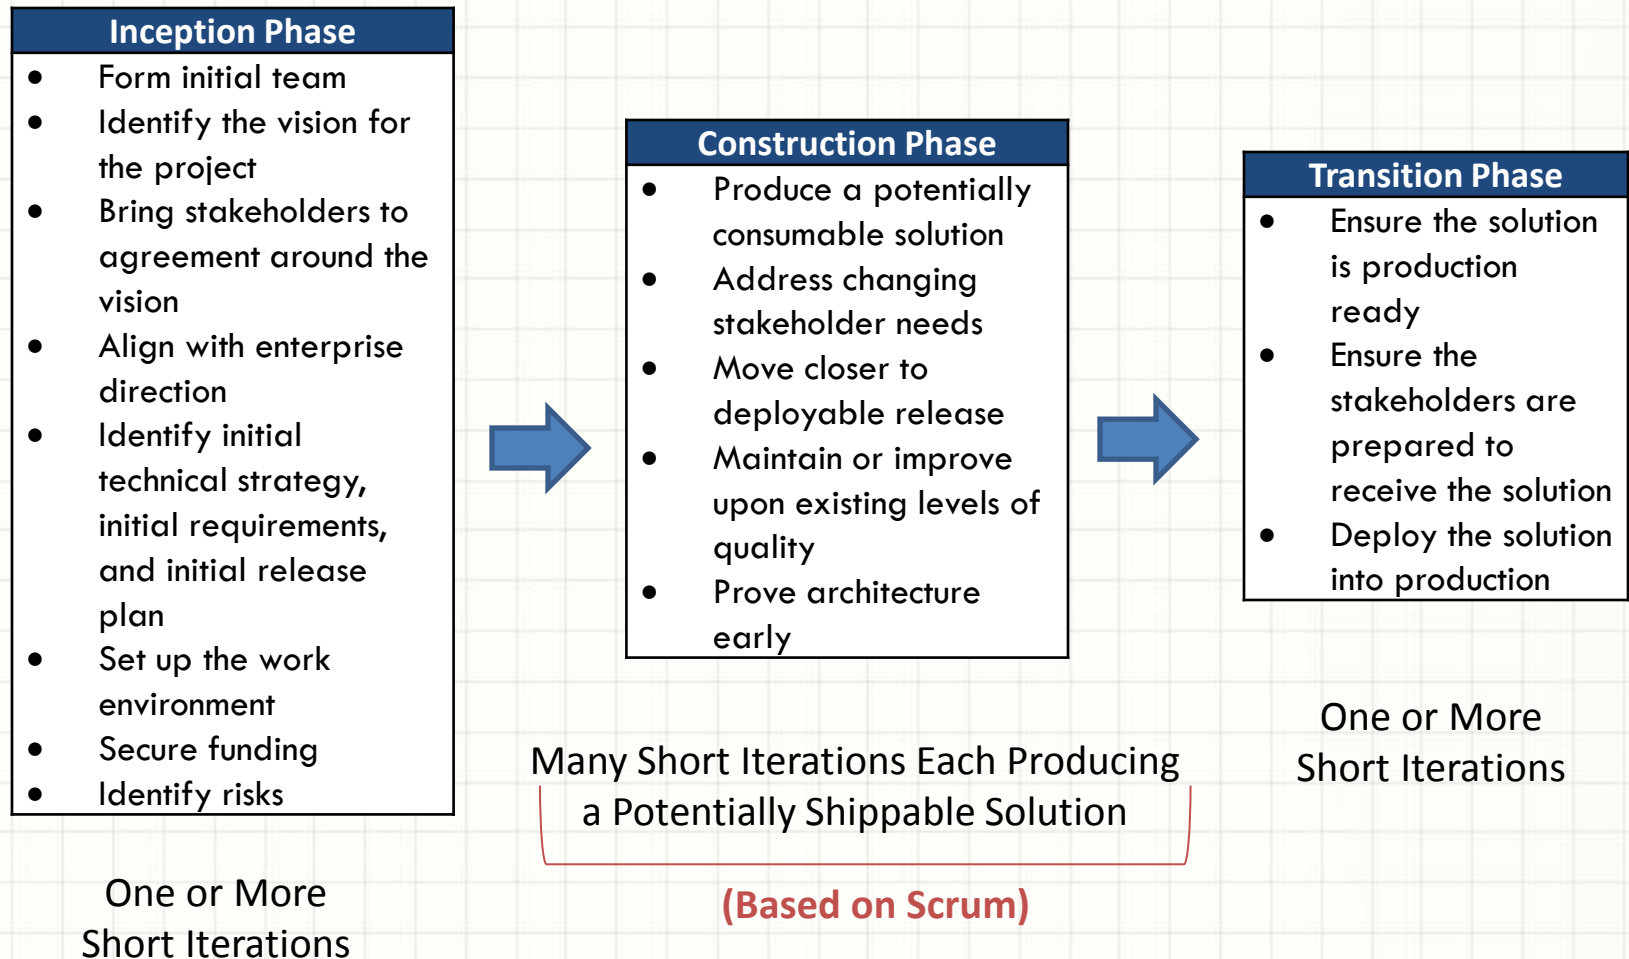 Inception Phase
• Form initial team
• Identify the vision for
the project
• Bring stakeholders to
agreement around the
vision
• Align with enterprise
direction
• Identify initial
technical strategy,
initial requirements,
and initial release
plan
• Set up the work
environment
• Secure funding
• Identify risks
One or More
Short Iterations
Construction Phase
• Produce a potentially
consumable solution
• Address changing
stakeholder needs
• Move closer to
deployable release
• Maintain or improve
upon existing levels of
quality
• Prove architecture
early
Many Short Iterations Each Producing
a Potentially Shippable Solution
(Based on Scrum)
Transition Phase
• Ensure the solution
is production
ready
• Ensure the
stakeholders are
prepared to
receive the solution
• Deploy the solution
into production
One or More
Short Iterations